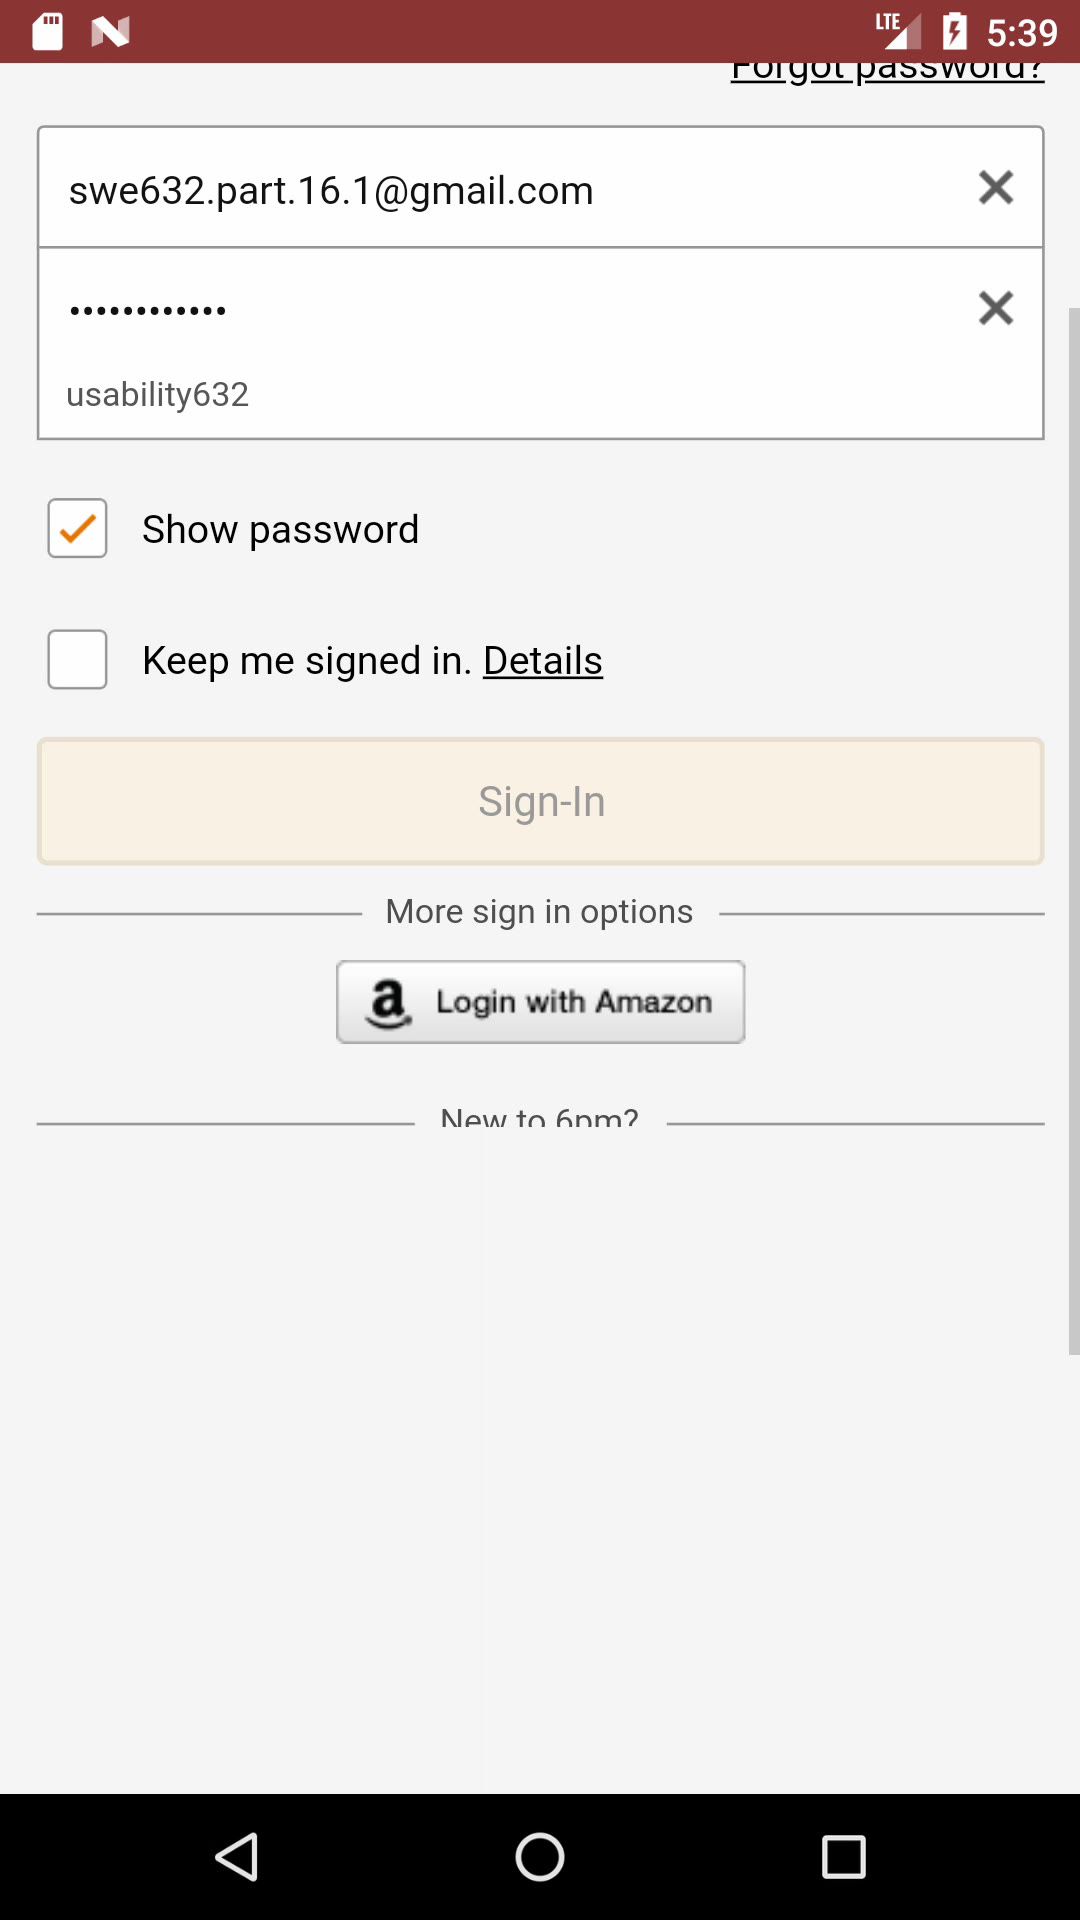 LTE 5:39
Forgot password?
swe632.part.16.1@gmail.com
••••••••••••
usability632
Show password
Keep me signed in. Details
Sign-In
More sign in options
a Login with Amazon
New to 6pm?